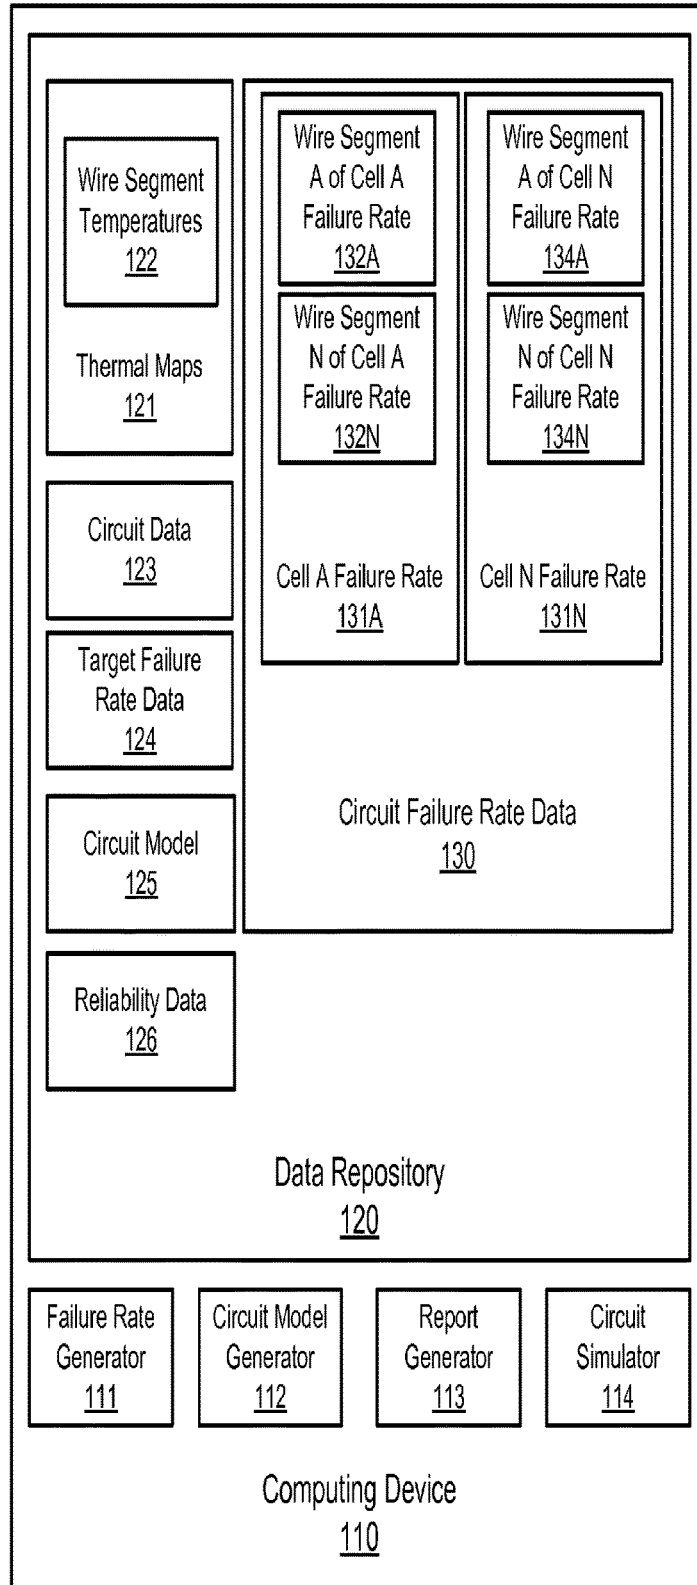 Wire Segment
Temperatures
122
Thermal Maps
121
Circuit Data
123
Target Failure
Rate Data
124
Circuit Model
125
Reliability Data
126
Wire Segment
A of Cell A
Failure Rate
132A
Wire Segment
N of Cell A
Failure Rate
132N
Cell A Failure Rate
131A
Wire Segment
A of Cell N
Failure Rate
134A
Wire Segment
N of Cell N
Failure Rate
134N
Cell N Failure Rate
131N
Circuit Failure Rate Data
130
Data Repository
120
Failure Rate
Generator
111
Circuit Model
Generator
112
Report
Generator
113
Circuit
Simulator
114
Computing Device
110